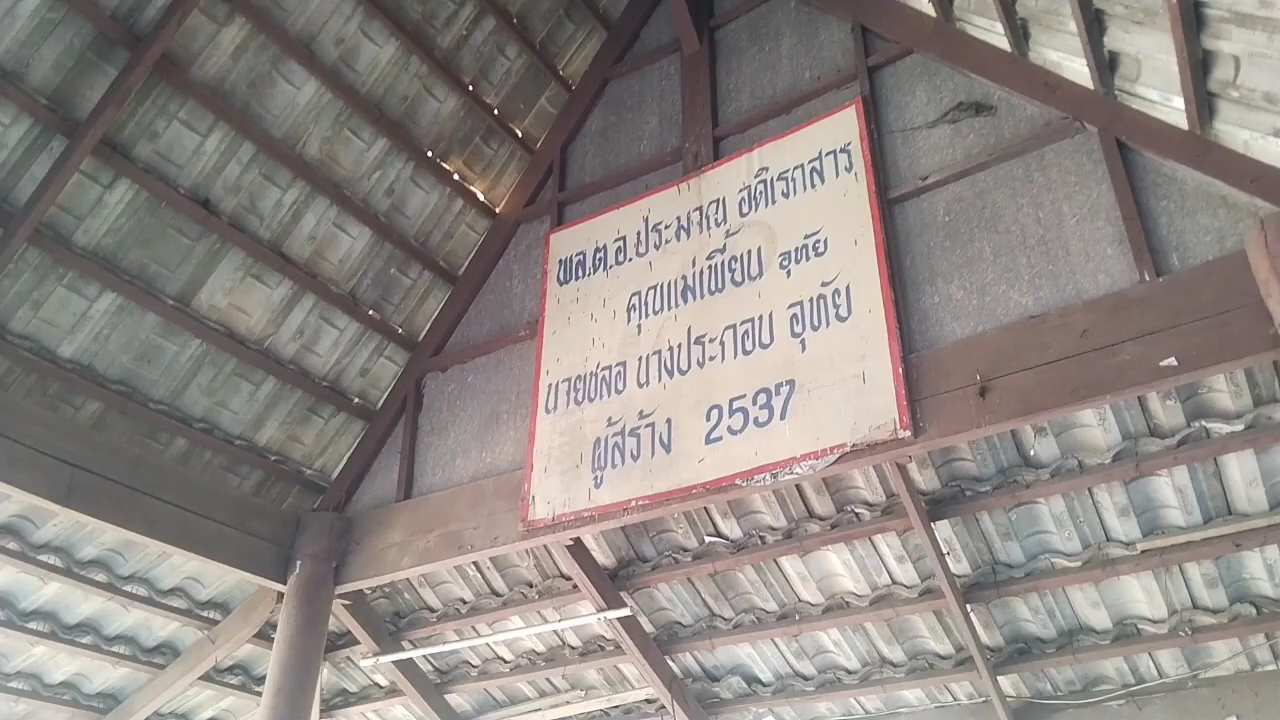 พล.ต.อ.ประมาณ อดิเรกสาร
คุณแม่เพี้ยน อุทัย
นายชลอ นางประกอบ อุทัย
ผู้สร้าง 2537